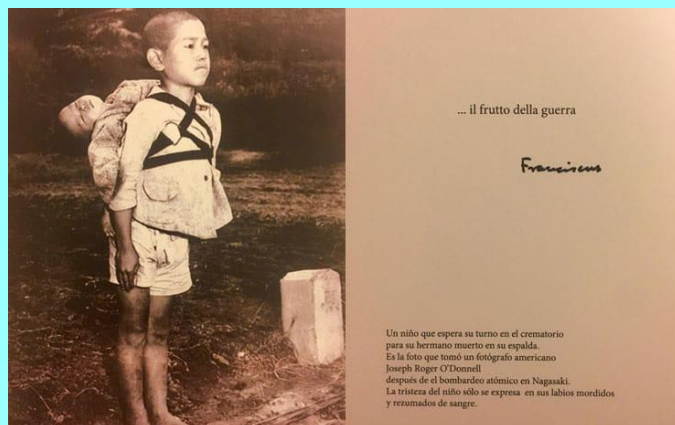 ... il frutto della guerra
Franciscus
Un niño que espera su turno en el crematorio
para su hermano muerto en su espalda.
Es la foto que tomó un fotógrafo americano
Joseph Roger O'Donnell
después de el bombardeo atómico en Nagasaki.
La tristeza del niño sólo se expresa en sus labios mordidos
y rezumados de sangre.